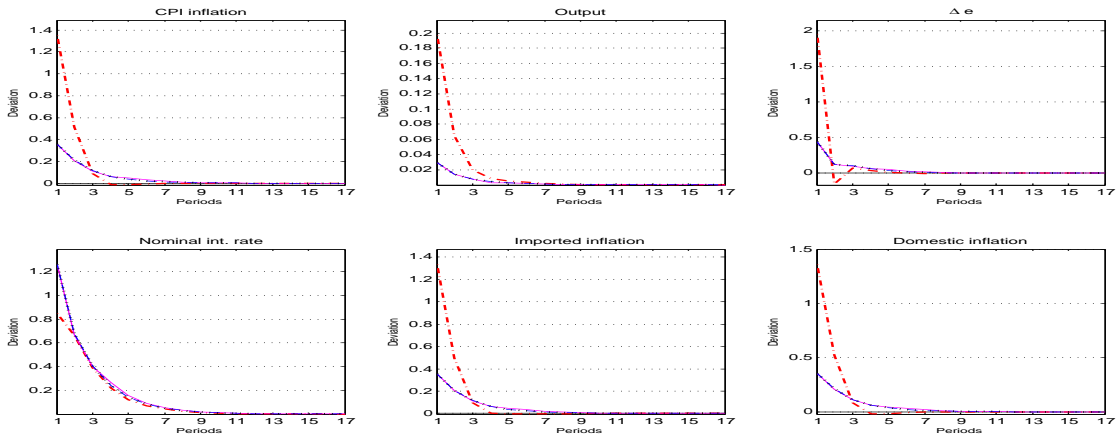 CPI inflation
Output
Δ e
1.4
1.2
1
0.8
0.6
0.4
0.2
0
Deviation
1 3 5 7 9 11 13 15 17
Periods
0.2
0.18
0.16
0.14
0.12
0.1
0.08
0.06
0.04
0.02
Deviation
1 3 5 7 9 11 13 15 17
Periods
2
1.5
1
0.5
0
Deviation
1 3 5 7 9 11 13 15 17
Periods
Nominal int. rate
Imported inflation
Domestic inflation
1.2
1
0.8
0.6
0.4
0.2
Deviation
1 3 5 7 9 11 13 15 17
Periods
1.4
1.2
1
0.8
0.6
0.4
0.2
0
Deviation
1 3 5 7 9 11 13 15 17
Periods
1.5
1
0.5
0
Deviation
1 3 5 7 9 11 13 15 17
Periods